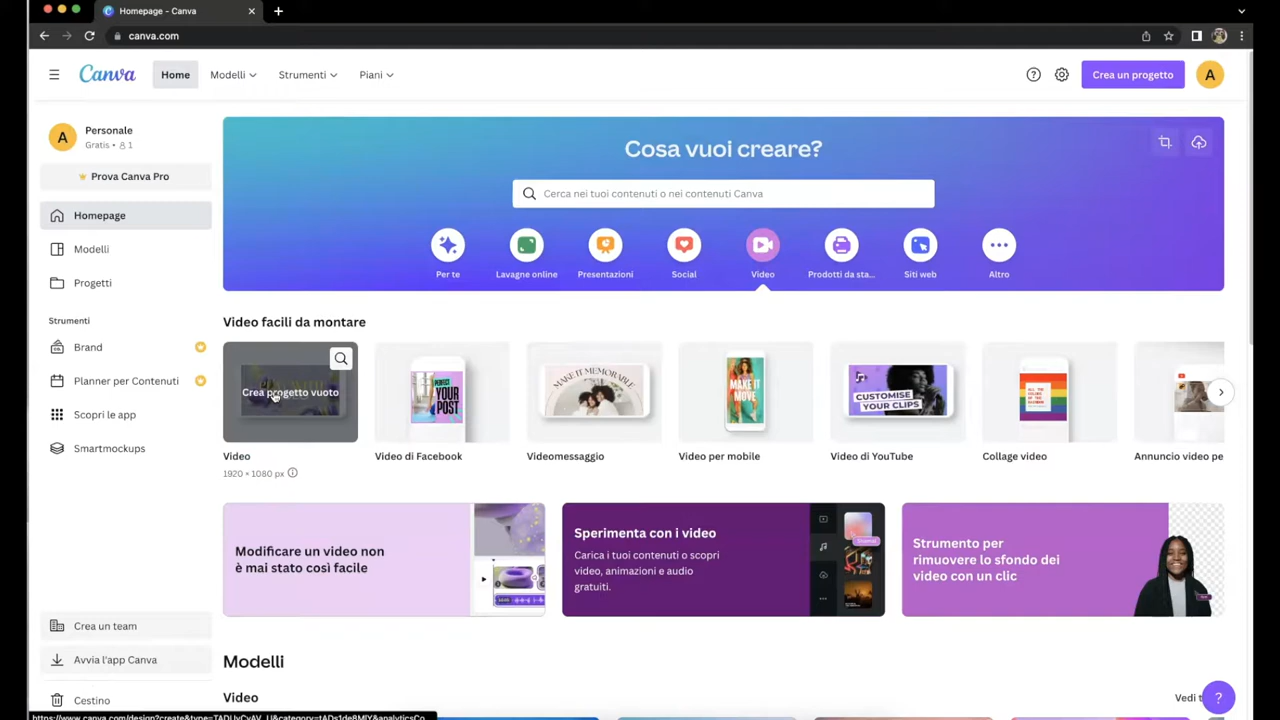 Homepage - Canva
canva.com
Canva
Home
Modelli
Strumenti
Piani
Crea un progetto
A
A
Personale
Gratis • 1
Prova Canva Pro
Homepage
Modelli
Progetti
Strumenti
Brand
Planner per Contenuti
Scopri le app
Smartmockups
Crea un team
Avvia l'app Canva
Cestino
Cosa vuoi creare?
Cerca nei tuoi contenuti o nei contenuti Canva
Per te
Lavagne online
Presentazioni
Social
Video
Prodotti da sta...
Siti web
Altro
Video facili da montare
Crea progetto vuoto
PERFECT
YOUR
POST
MAKE IT MEMORABLE
MAKE IT
MOVE
CUSTOMISE
YOUR CLIPS
Video
Video di Facebook
Videomessaggio
Video per mobile
Video di YouTube
Collage video
Annuncio video pe
1920 × 1080 px
Modificare un video non
è mai stato così facile
Sperimenta con i video
Carica i tuoi contenuti o scopri
video, animazioni e audio
gratuiti.
Strumento per
rimuovere lo sfondo dei
video con un clic
Modelli
Video
Vedi t
?